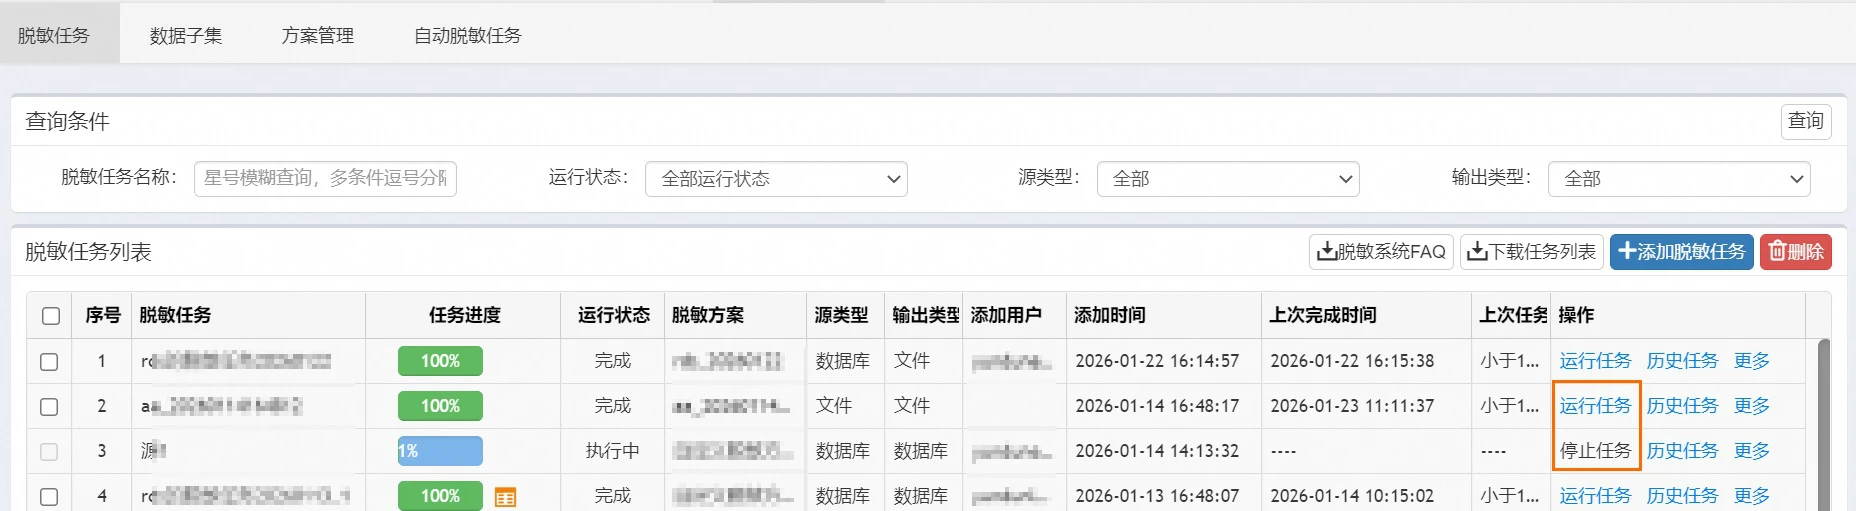 脱敏任务 数据子集 方案管理 自动脱敏任务
查询条件 查询
脱敏任务名称： 星号模糊查询，多条件逗号分隔 运行状态： 全部运行状态 源类型： 全部 输出类型： 全部
脱敏任务列表 脱敏系统FAQ 下载任务列表 添加脱敏任务 删除
序号 脱敏任务 任务进度 运行状态 脱敏方案 源类型 输出类型 添加用户 添加时间 上次完成时间 上次任务 操作
1 100% 完成 数据库 文件 2026-01-22 16:14:57 2026-01-22 16:15:38 小于1... 运行任务 历史任务 更多
2 100% 完成 文件 文件 2026-01-14 16:48:17 2026-01-23 11:11:37 小于1... 运行任务 历史任务 更多
3 源 1% 执行中 数据库 数据库 2026-01-14 14:13:32 ---- ---- 停止任务 历史任务 更多
4 100% 完成 数据库 数据库 2026-01-13 16:48:07 2026-01-14 10:15:02 小于1... 运行任务 历史任务 更多